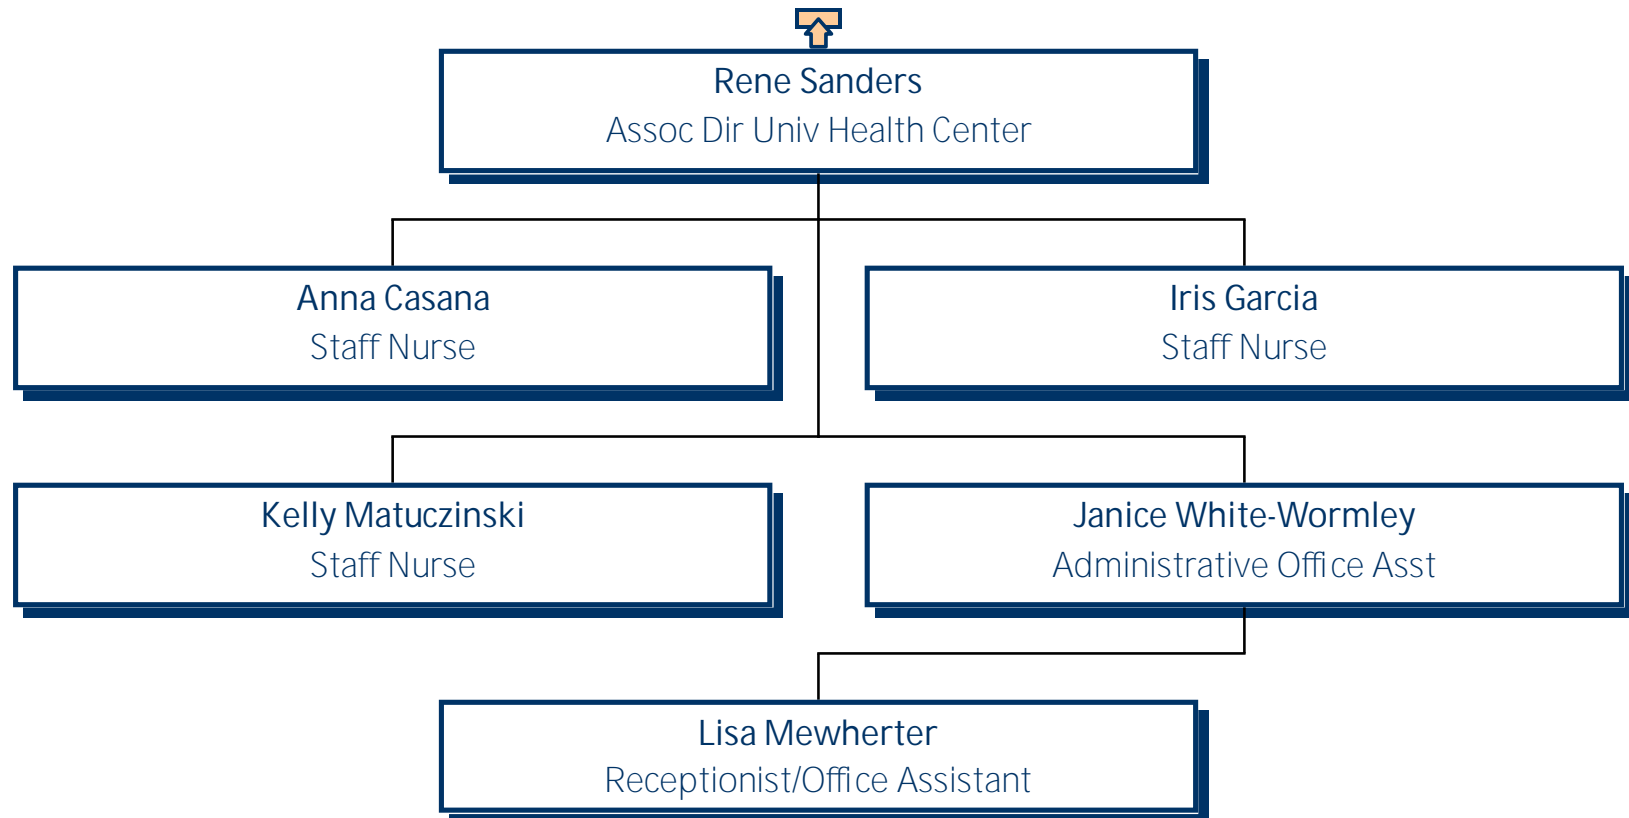 Rene Sanders
Assoc Dir Univ Health Center
Anna Casana
Staff Nurse
Iris Garcia
Staff Nurse
Kelly Matuczinski
Staff Nurse
Janice White-Wormley
Administrative Office Asst
Lisa Mewherter
Receptionist/Office Assistant